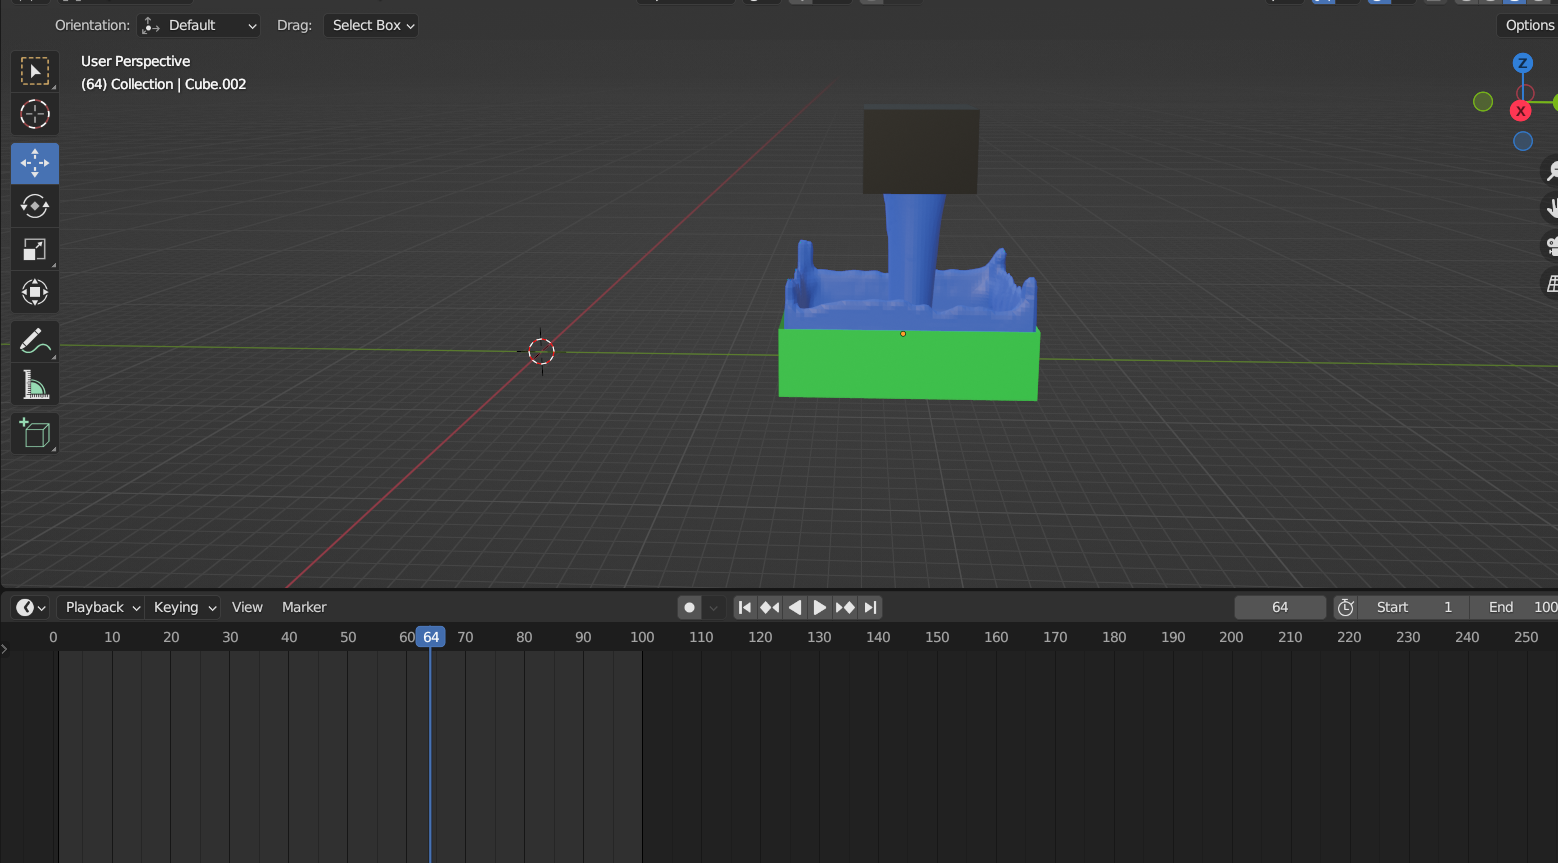 Orientation: Default Drag: Select Box Options
User Perspective
(64) Collection | Cube.002
Z
X
Playback Keying View Marker 64 Start 1 End 100
0 10 20 30 40 50 60 64 70 80 90 100 110 120 130 140 150 160 170 180 190 200 210 220 230 240 250